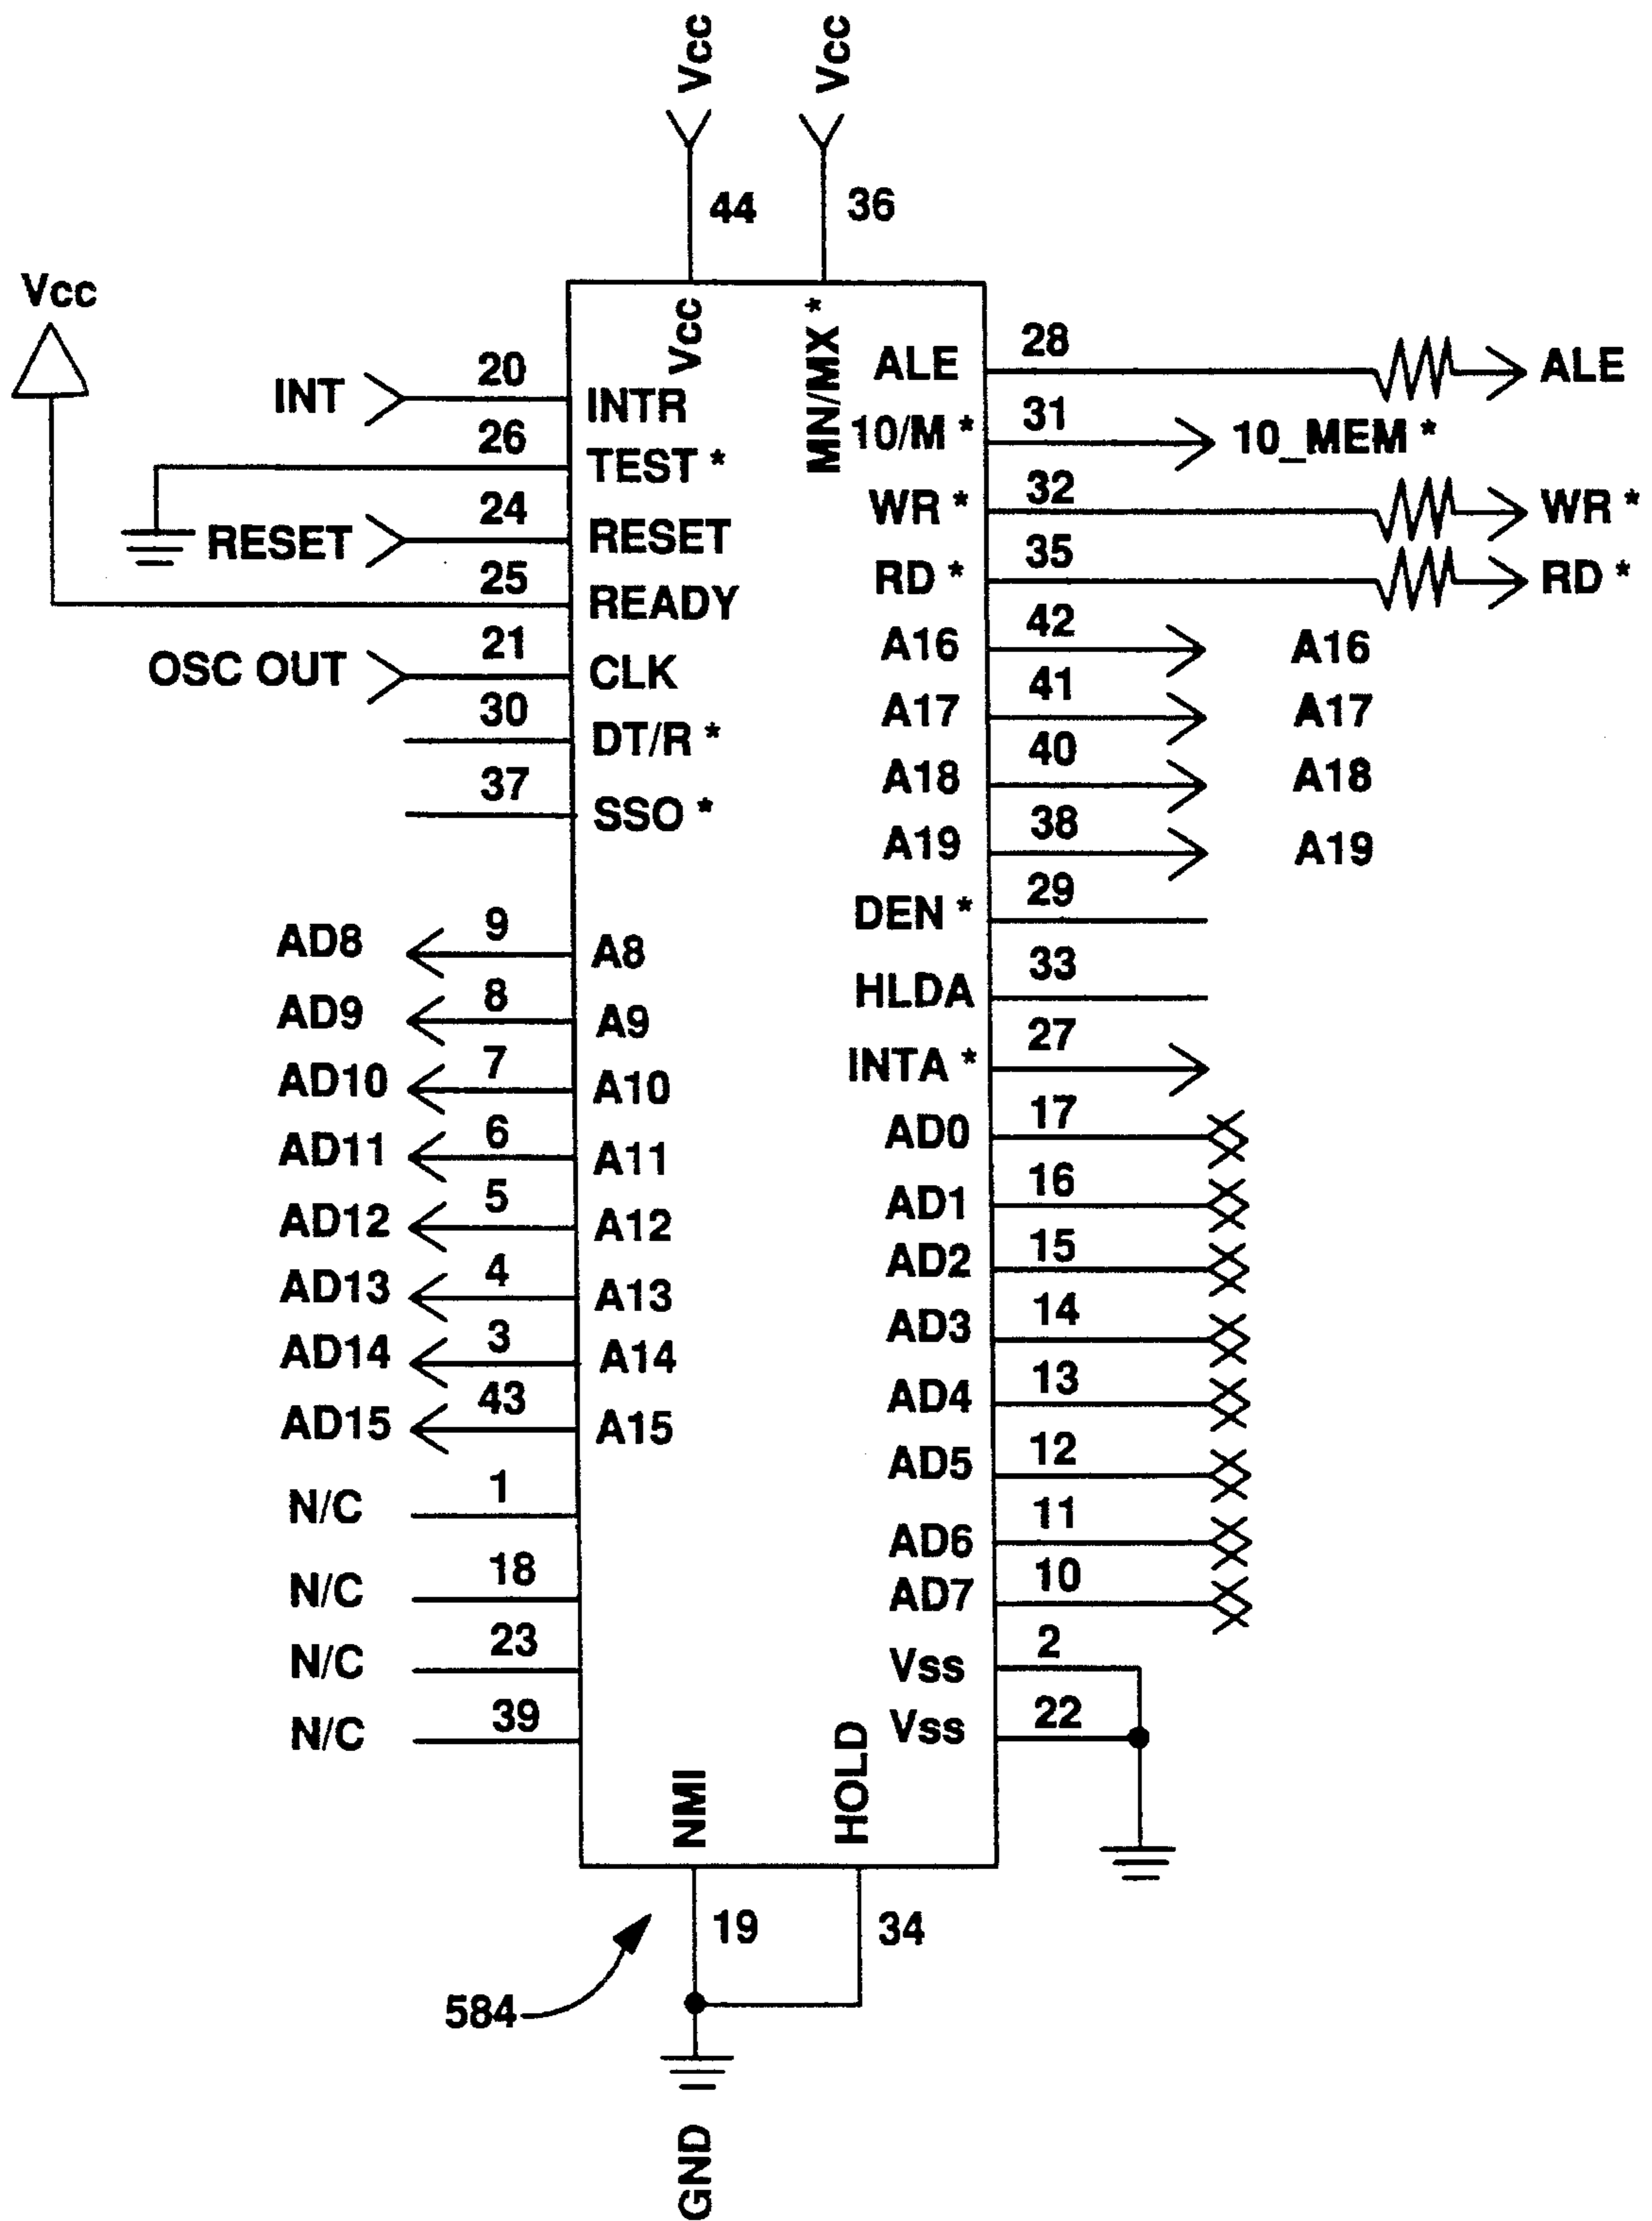 Vcc Vcc
44 36
Vcc
Vcc MN/MX *
INT 20 INTR
TEST * 26
RESET 24 RESET
25 READY
OSC OUT 21 CLK
30 DT/R *
37 SSO *
AD8 9 A8
AD9 8 A9
AD10 7 A10
AD11 6 A11
AD12 5 A12
AD13 4 A13
AD14 3 A14
AD15 43 A15
N/C 1
N/C 18
N/C 23
N/C 39
ALE 28 ALE
10/M * 31 10_MEM *
WR * 32 WR *
RD * 35 RD *
A16 42 A16
A17 41 A17
A18 40 A18
A19 38 A19
DEN * 29
HLDA 33
INTA * 27
AD0 17
AD1 16
AD2 15
AD3 14
AD4 13
AD5 12
AD6 11
AD7 10
Vss 2
Vss 22
NMI HOLD
19 34
584
GND